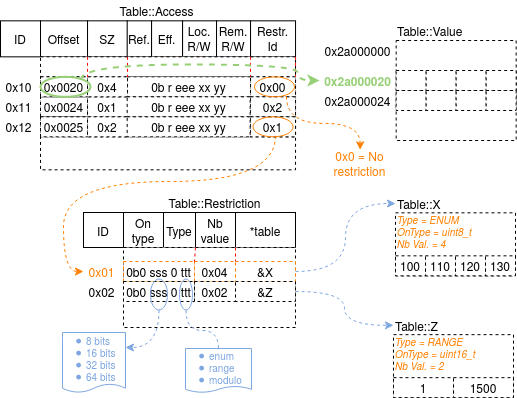 Table::Access
ID Offset SZ Ref. Eff. Loc. R/W Rem. R/W Restr. Id
0x10 0x0020 0x4 0b r eee xx yy 0x00
0x11 0x0024 0x1 0b r eee xx yy 0x2
0x12 0x0025 0x2 0b r eee xx yy 0x1
Table::Value
0x2a000000
0x2a000020
0x2a000024
0x0 = No
restriction
Table::Restriction
ID On type Type Nb value *table
0x01 0b0 sss 0 ttt 0x04 &X
0x02 0b0 sss 0 ttt 0x02 &Z
Table::X
Type = ENUM
OnType = uint8_t
Nb Val. = 4
100 110 120 130
Table::Z
Type = RANGE
OnType = uint16_t
Nb Val. = 2
1 1500
8 bits
16 bits
32 bits
64 bits
enum
range
modulo